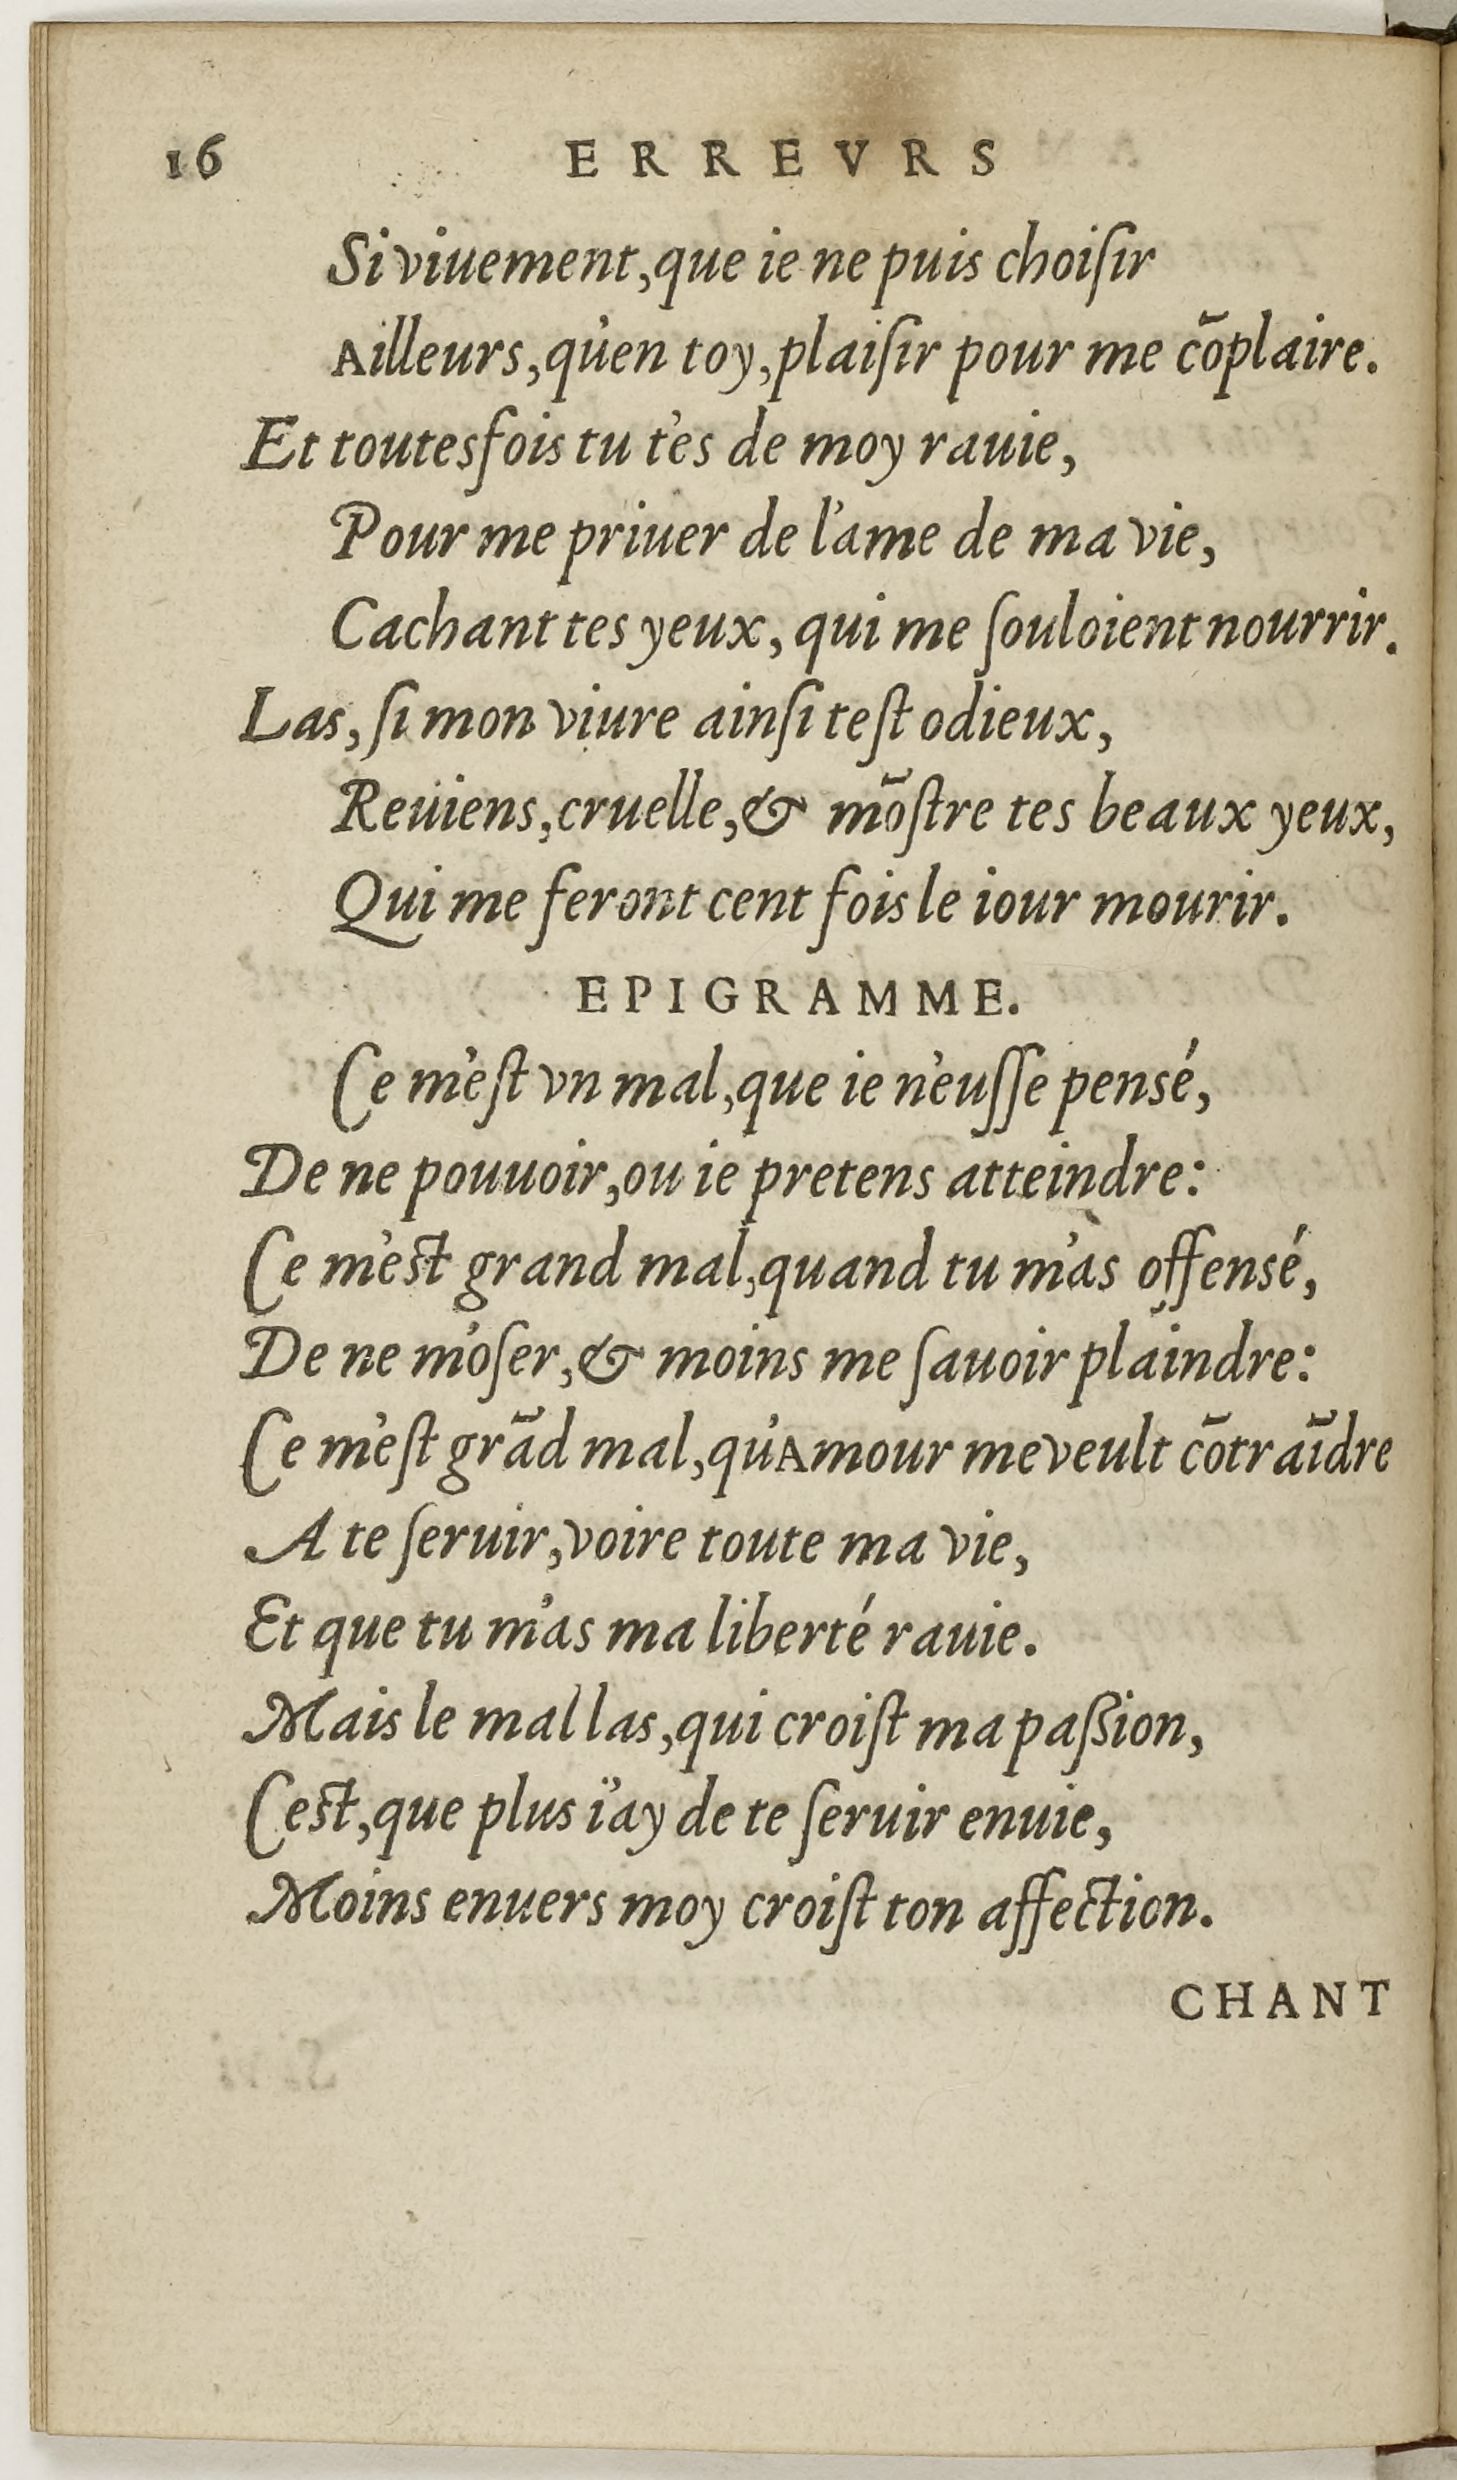 16 ERREVRS
Si viuement, que ie ne puis choiſir
Ailleurs, qu'en toy, plaiſir pour me cõplaire.
Et toutesfois tu t'es de moy rauie,
Pour me priuer de l'ame de ma vie,
Cachant tes yeux, qui me ſouloient nourrir.
Las, ſi mon viure ainſi teſt odieux,
Reuiens, cruelle, & mõſtre tes beaux yeux,
Qui me feront cent fois le iour mourir.
EPIGRAMME.
Ce m'eſt vn mal, que ie n'euſſe pensé,
De ne pouuoir, ou ie pretens atteindre:
Ce m'eſt grand mal, quand tu m'as offensé,
De ne m'oſer, & moins me ſauoir plaindre:
Ce m'eſt grãd mal, qu'Amour me veult cõtraĩdre
A te ſeruir, voire toute ma vie,
Et que tu m'as ma liberté rauie.
Mais le mal las, qui croiſt ma paßion,
Ceſt, que plus i'ay de te ſeruir enuie,
Moins enuers moy croiſt ton affection.
CHANT